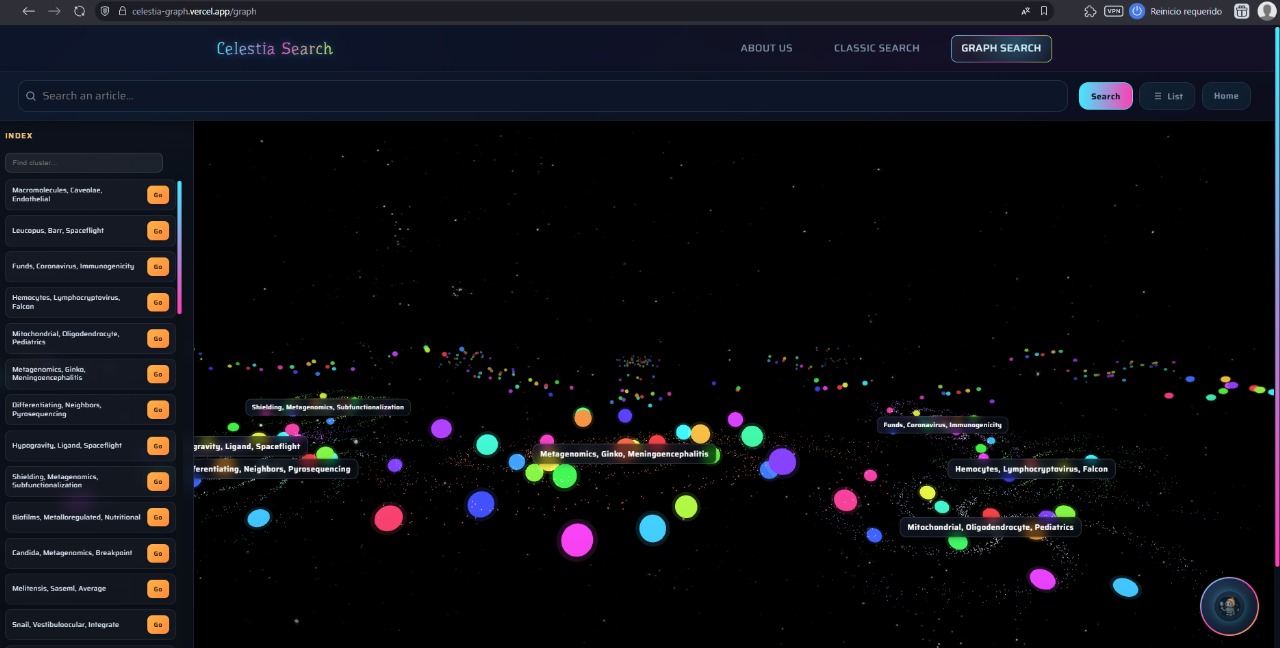 celestia-graph.vercel.app/graph
VPN
Reinicio requerido
Celestia Search
ABOUT US
CLASSIC SEARCH
GRAPH SEARCH
Search an article...
Search
List
Home
INDEX
Find cluster...
Macromolecules, Caveolae,
Endothelial
Go
Leucopus, Barr, Spaceflight
Go
Funds, Coronavirus, Immunogenicity
Go
Hemocytes, Lymphocryptovirus,
Falcon
Go
Mitochondrial, Oligodendrocyte,
Pediatrics
Go
Metagenomics, Ginko,
Meningoencephalitis
Go
Differentiating, Neighbors,
Pyrosequencing
Go
Hypogravity, Ligand, Spaceflight
Go
Shielding, Metagenomics,
Subfunctionalization
Go
Biofilms, Metalloregulated, Nutritional
Go
Candida, Metagenomics, Breakpoint
Go
Melitensis, Saseml, Average
Go
Snail, Vestibuloocular, Integrate
Go
Shielding, Metagenomics, Subfunctionalization
gravity, Ligand, Spaceflight
ferentiating, Neighbors, Pyrosequencing
Metagenomics, Ginko, Meningoencephalitis
Funds, Coronavirus, Immunogenicity
Hemocytes, Lymphocryptovirus, Falcon
Mitochondrial, Oligodendrocyte, Pediatrics